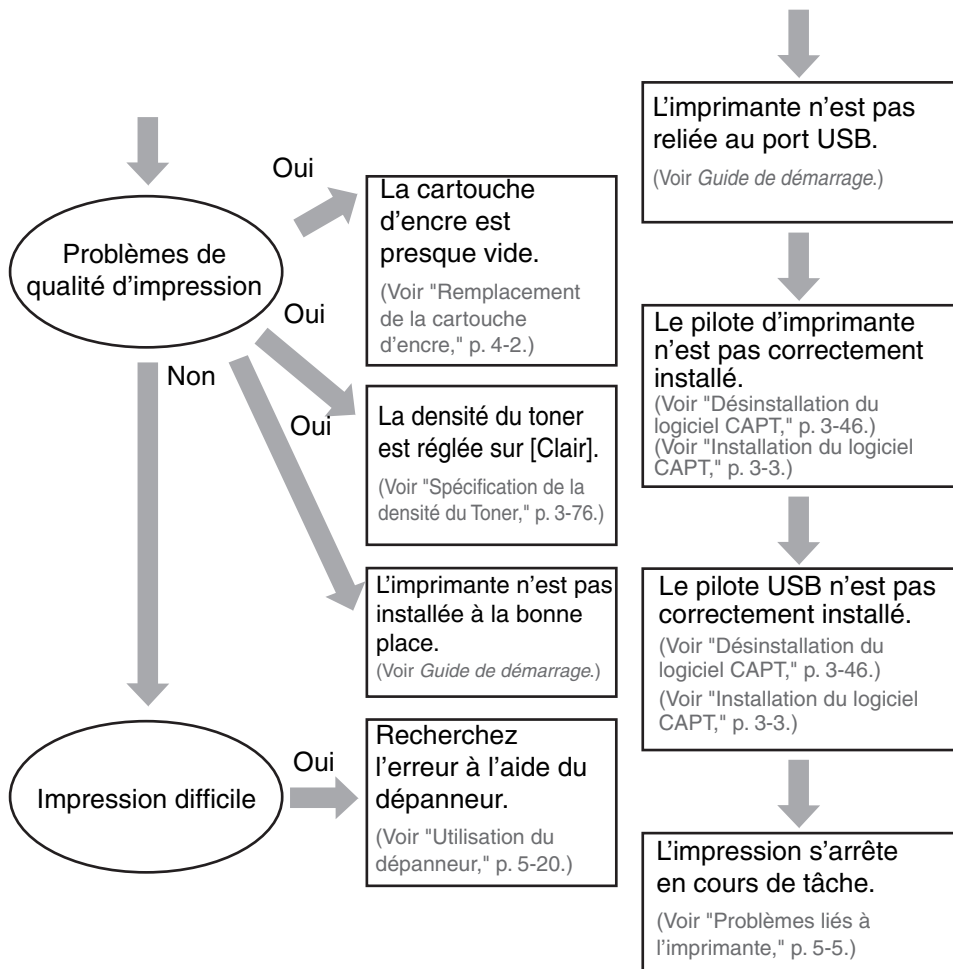 Problèmes de
qualité d'impression
Oui
La cartouche
d'encre est
presque vide.
(Voir "Remplacement
de la cartouche
d'encre," p. 4-2.)
Oui
La densité du toner
est réglée sur [Clair].
(Voir "Spécification de la
densité du Toner," p. 3-76.)
Oui
L'imprimante n'est pas
installée à la bonne
place.
(Voir Guide de démarrage.)
Non
Impression difficile
Oui
Recherchez
l'erreur à l'aide du
dépanneur.
(Voir "Utilisation du
dépanneur," p. 5-20.)
L'imprimante n'est pas
reliée au port USB.
(Voir Guide de démarrage.)
Le pilote d'imprimante
n'est pas correctement
installé.
(Voir "Désinstallation du
logiciel CAPT," p. 3-46.)
(Voir "Installation du logiciel
CAPT," p. 3-3.)
Le pilote USB n'est pas
correctement installé.
(Voir "Désinstallation du
logiciel CAPT," p. 3-46.)
(Voir "Installation du logiciel
CAPT," p. 3-3.)
L'impression s'arrête
en cours de tâche.
(Voir "Problèmes liés à
l'imprimante," p. 5-5.)